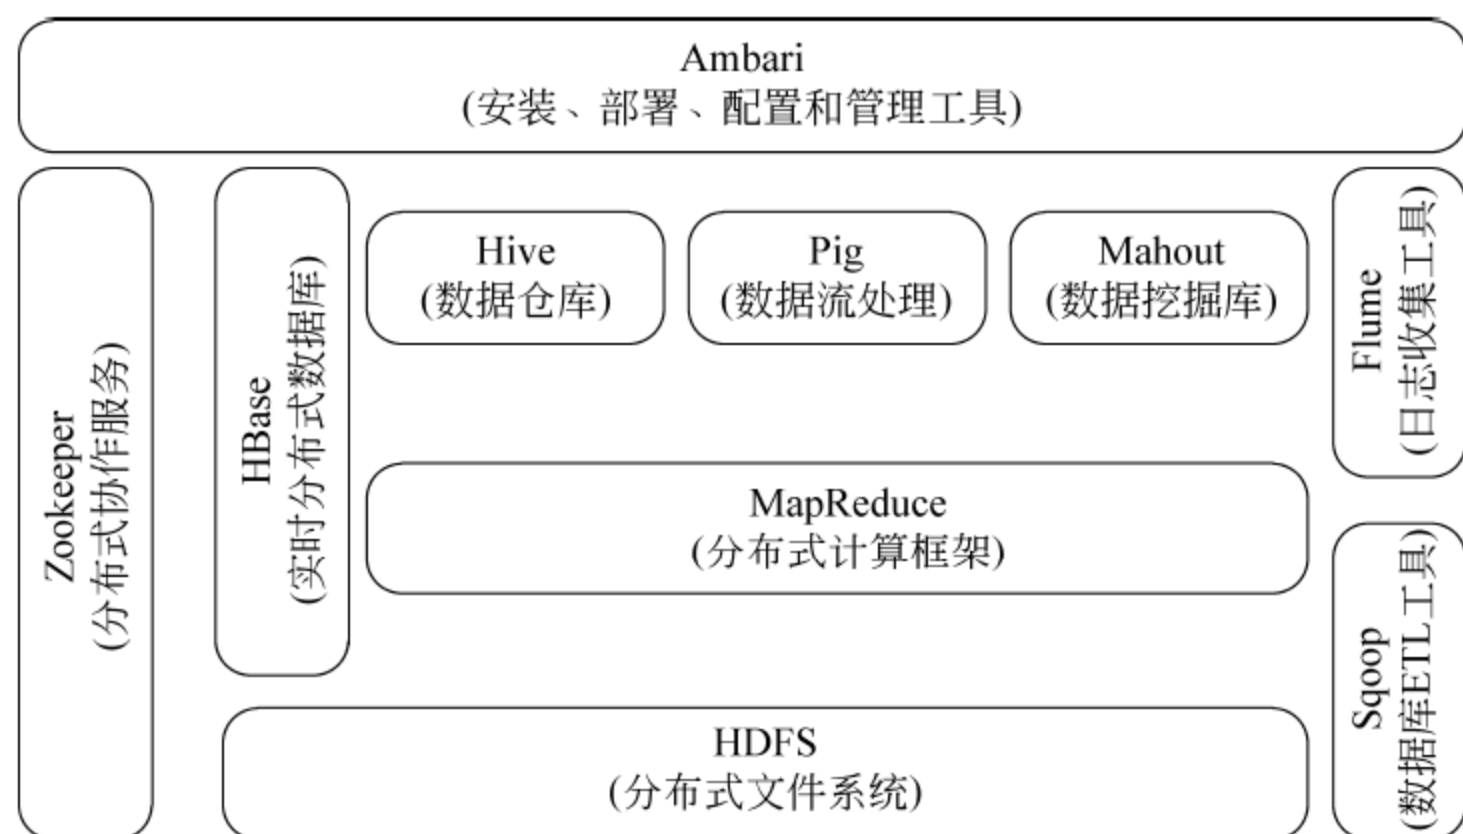 Ambari
(安装、部署、配置和管理工具)
Zookeeper
(分布式协作服务)
HBase
(实时分布式数据库)
Hive
(数据仓库)
Pig
(数据流处理)
Mahout
(数据挖掘库)
Flume
(日志收集工具)
MapReduce
(分布式计算框架)
Sqoop
(数据库ETL工具)
HDFS
(分布式文件系统)